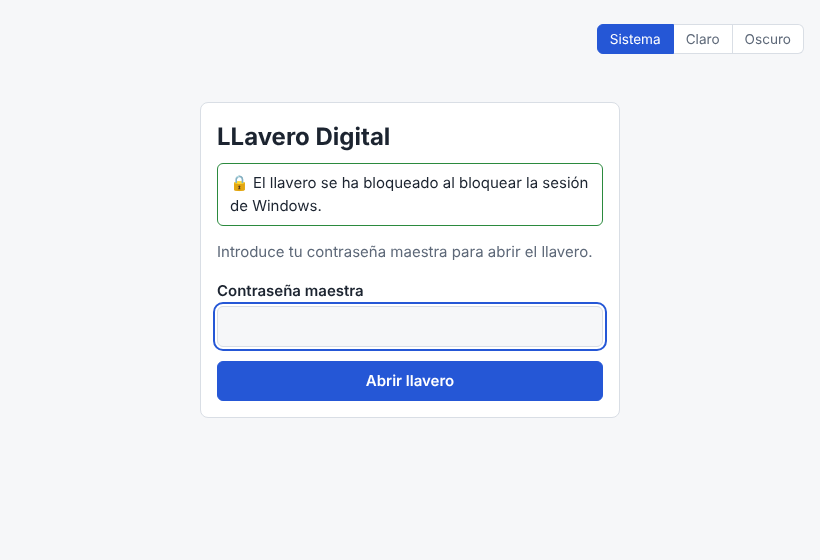 Sistema Claro Oscuro
LLavero Digital
🔒 El llavero se ha bloqueado al bloquear la sesión
de Windows.
Introduce tu contraseña maestra para abrir el llavero.
Contraseña maestra
Abrir llavero